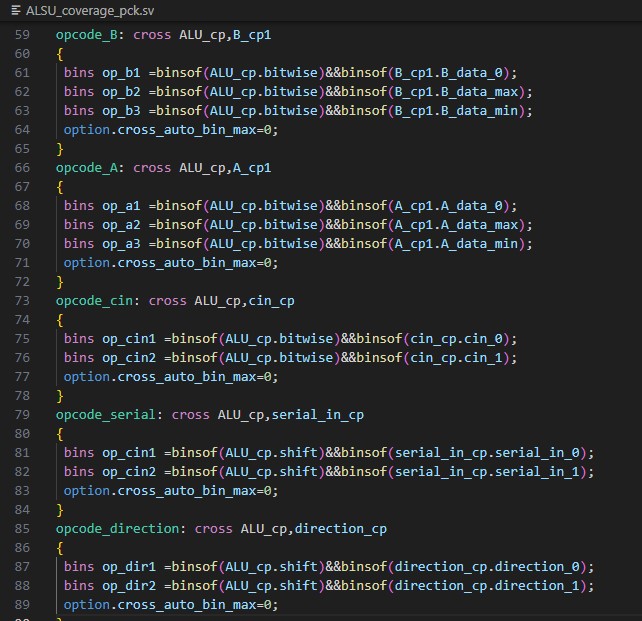 ALSU_coverage_pck.sv
59 opcode_B: cross ALU_cp,B_cp1
60 {
61 bins op_b1 =binsof(ALU_cp.bitwise)&&binsof(B_cp1.B_data_0);
62 bins op_b2 =binsof(ALU_cp.bitwise)&&binsof(B_cp1.B_data_max);
63 bins op_b3 =binsof(ALU_cp.bitwise)&&binsof(B_cp1.B_data_min);
64 option.cross_auto_bin_max=0;
65 }
66 opcode_A: cross ALU_cp,A_cp1
67 {
68 bins op_a1 =binsof(ALU_cp.bitwise)&&binsof(A_cp1.A_data_0);
69 bins op_a2 =binsof(ALU_cp.bitwise)&&binsof(A_cp1.A_data_max);
70 bins op_a3 =binsof(ALU_cp.bitwise)&&binsof(A_cp1.A_data_min);
71 option.cross_auto_bin_max=0;
72 }
73 opcode_cin: cross ALU_cp,cin_cp
74 {
75 bins op_cin1 =binsof(ALU_cp.bitwise)&&binsof(cin_cp.cin_0);
76 bins op_cin2 =binsof(ALU_cp.bitwise)&&binsof(cin_cp.cin_1);
77 option.cross_auto_bin_max=0;
78 }
79 opcode_serial: cross ALU_cp,serial_in_cp
80 {
81 bins op_cin1 =binsof(ALU_cp.shift)&&binsof(serial_in_cp.serial_in_0);
82 bins op_cin2 =binsof(ALU_cp.shift)&&binsof(serial_in_cp.serial_in_1);
83 option.cross_auto_bin_max=0;
84 }
85 opcode_direction: cross ALU_cp,direction_cp
86 {
87 bins op_dir1 =binsof(ALU_cp.shift)&&binsof(direction_cp.direction_0);
88 bins op_dir2 =binsof(ALU_cp.shift)&&binsof(direction_cp.direction_1);
89 option.cross_auto_bin_max=0;